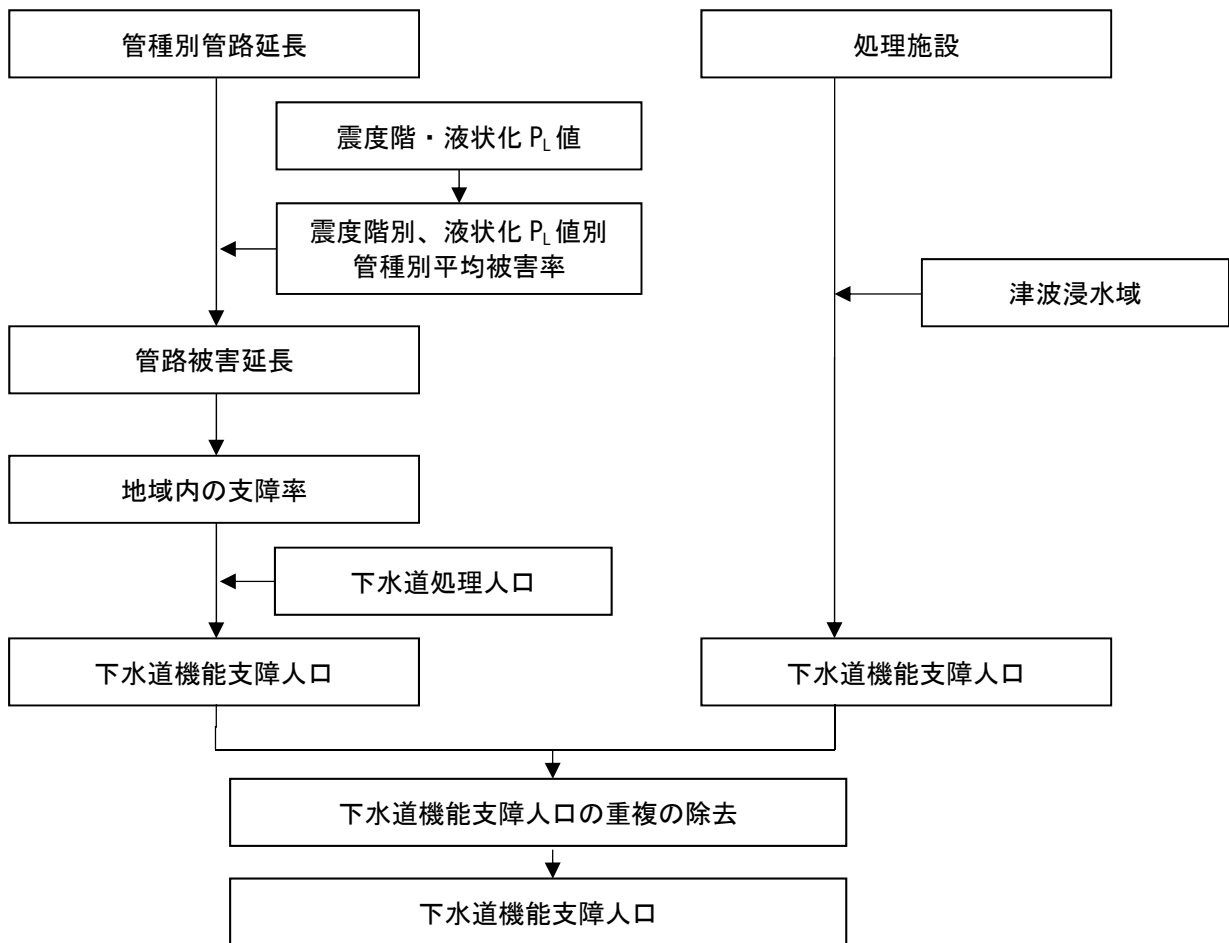 管種別管路延長
処理施設
震度階・液状化 PL 値
震度階別、液状化 PL 値別
管種別平均被害率
津波浸水域
管路被害延長
地域内の支障率
下水道処理人口
下水道機能支障人口
下水道機能支障人口
下水道機能支障人口の重複の除去
下水道機能支障人口